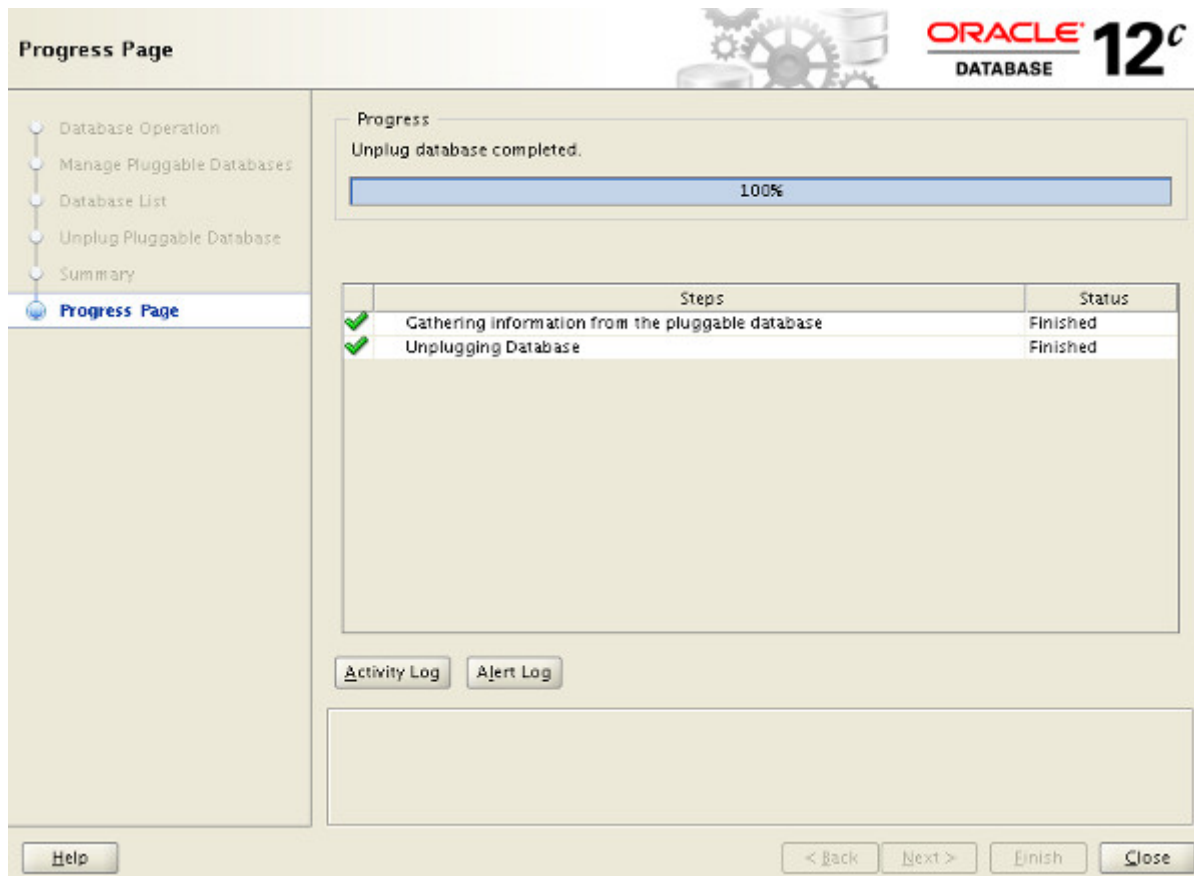 Progress Page
ORACLE
DATABASE
12c
Database Operation
Manage Pluggable Databases
Database List
Unplug Pluggable Database
Summary
Progress Page
Progress
Unplug database completed.
100%
Steps Status
Gathering information from the pluggable database Finished
Unplugging Database Finished
Activity Log Alert Log
Help < Back Next > Finish Close